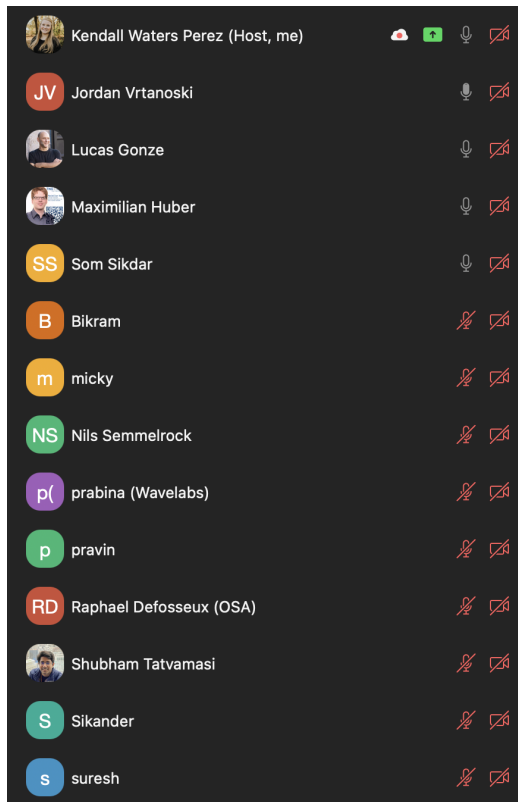 Kendall Waters Perez (Host, me)
JV Jordan Vrtanoski
Lucas Gonze
Maximilian Huber
SS Som Sikdar
B Bikram
m micky
NS Nils Semmelrock
p( prabina (Wavelabs)
p pravin
RD Raphael Defosseux (OSA)
Shubham Tatvamasi
S Sikander
s suresh